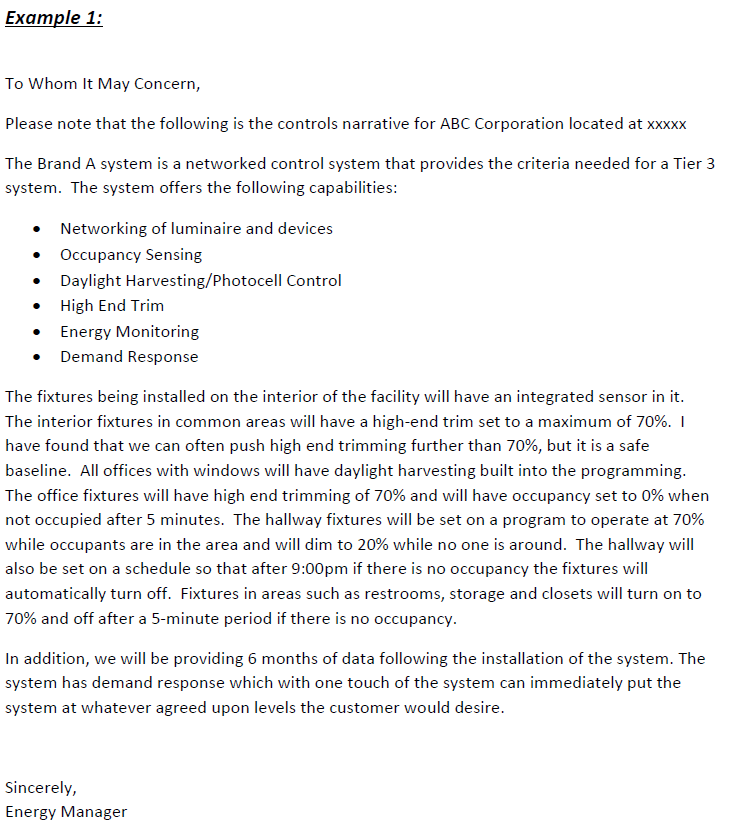 Example 1:
To Whom It May Concern,
Please note that the following is the controls narrative for ABC Corporation located at xxxxx
The Brand A system is a networked control system that provides the criteria needed for a Tier 3
system.  The system offers the following capabilities:
• Networking of luminaire and devices
• Occupancy Sensing
• Daylight Harvesting/Photocell Control
• High End Trim
• Energy Monitoring
• Demand Response
The fixtures being installed on the interior of the facility will have an integrated sensor in it.
The interior fixtures in common areas will have a high-end trim set to a maximum of 70%.  I
have found that we can often push high end trimming further than 70%, but it is a safe
baseline.  All offices with windows will have daylight harvesting built into the programming.
The office fixtures will have high end trimming of 70% and will have occupancy set to 0% when
not occupied after 5 minutes.  The hallway fixtures will be set on a program to operate at 70%
while occupants are in the area and will dim to 20% while no one is around.  The hallway will
also be set on a schedule so that after 9:00pm if there is no occupancy the fixtures will
automatically turn off.  Fixtures in areas such as restrooms, storage and closets will turn on to
70% and off after a 5-minute period if there is no occupancy.
In addition, we will be providing 6 months of data following the installation of the system. The
system has demand response which with one touch of the system can immediately put the
system at whatever agreed upon levels the customer would desire.
Sincerely,
Energy Manager